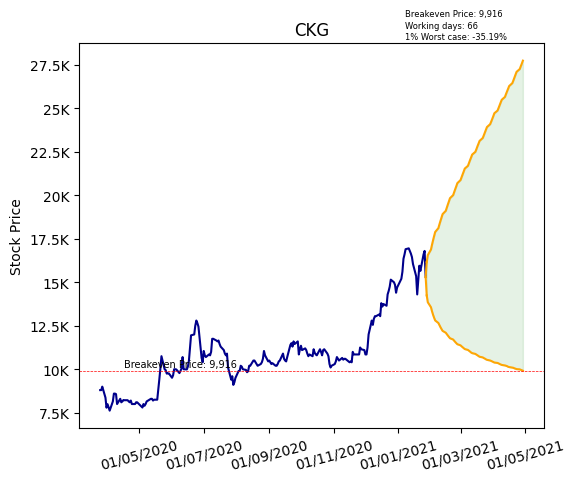 Breakeven Price: 9,916
Working days: 66
1% Worst case: -35.19%
CKG
Stock Price
27.5K
25K
22.5K
20K
17.5K
15K
12.5K
10K
7.5K
Breakeven Price: 9,916
01/05/2020
01/07/2020
01/09/2020
01/11/2020
01/01/2021
01/03/2021
01/05/2021